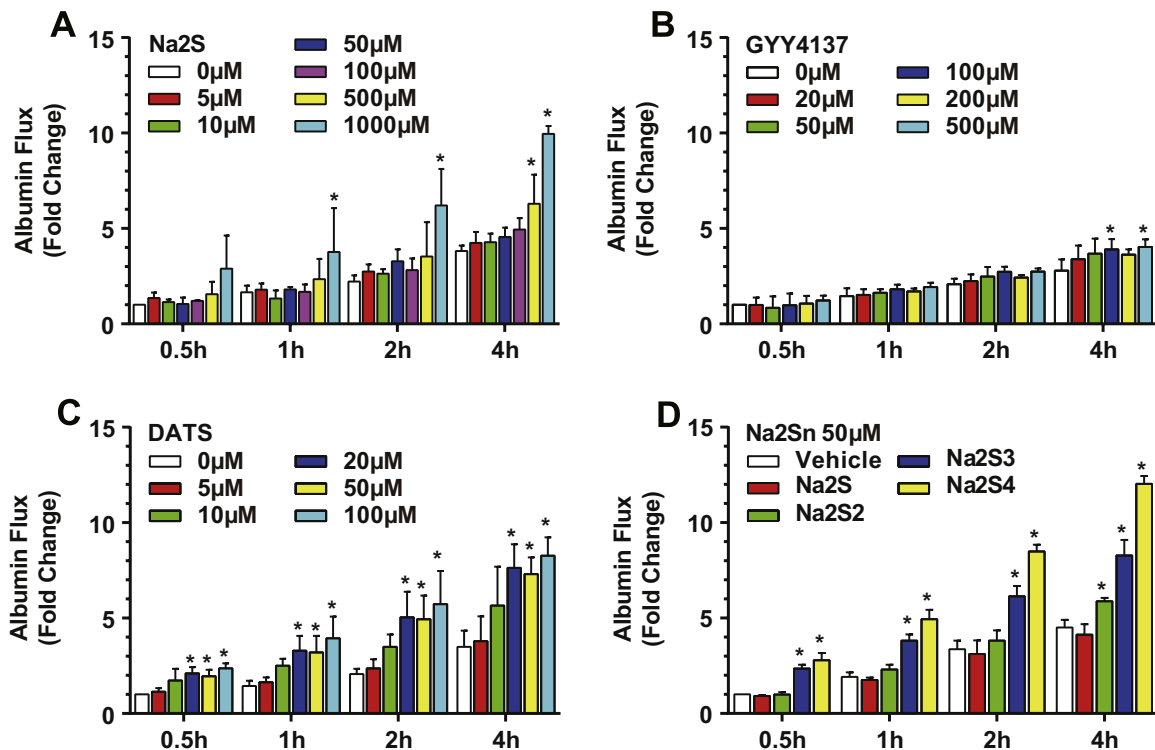 A
15
10
5
0
Albumin Flux
(Fold Change)
Na2S
0µM
5µM
10µM
50µM
100µM
500µM
1000µM
*
*
*
*
0.5h 1h 2h 4h
B
15
10
5
0
Albumin Flux
(Fold Change)
GYY4137
0µM
20µM
50µM
100µM
200µM
500µM
* *
0.5h 1h 2h 4h
C
15
10
5
0
Albumin Flux
(Fold Change)
DATS
0µM
5µM
10µM
20µM
50µM
100µM
* * *
* * *
* * *
* * *
0.5h 1h 2h 4h
D
15
10
5
0
Albumin Flux
(Fold Change)
Na2Sn 50µM
Vehicle
Na2S
Na2S2
Na2S3
Na2S4
* *
* *
* *
* * *
0.5h 1h 2h 4h